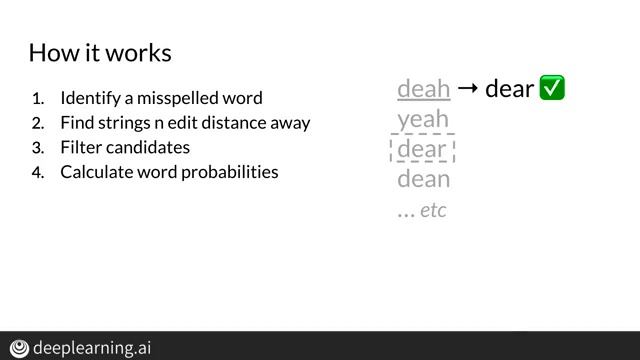 How it works
1. Identify a misspelled word
2. Find strings n edit distance away
3. Filter candidates
4. Calculate word probabilities
deah → dear ✅
yeah
dear
dean
... etc
deeplearning.ai